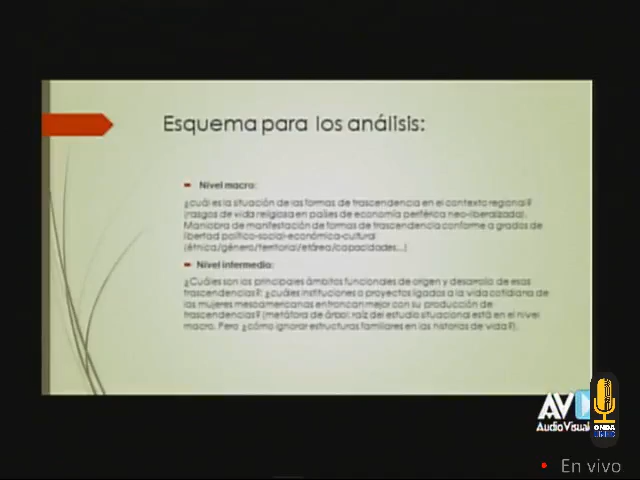 Esquema para los análisis:
Nivel macro:
¿cuál es la situación de las formas de trascendencia en el contexto regional?
(rasgos de vida religiosa en países de economía periférica neo-liberalizada).
Maniobra de manifestación de formas de trascendencia conforme a grados de
libertad político-social-económica-cultural
(étnica/género/territorial/etárea/capacidades...)
Nivel intermedio:
¿Cuáles son los principales ámbitos funcionales de origen y desarrollo de esas
trascendencias?: ¿cuáles instituciones o proyectos ligados a la vida cotidiana de
las mujeres mesoamericanas entroncan mejor con su producción de
trascendencias? (metáfora de árbol: raíz del estudio situacional está en el nivel
macro. Pero ¿cómo ignorar estructuras familiares en las historias de vida?).
AV
AudioVisual
ONDA
En vivo